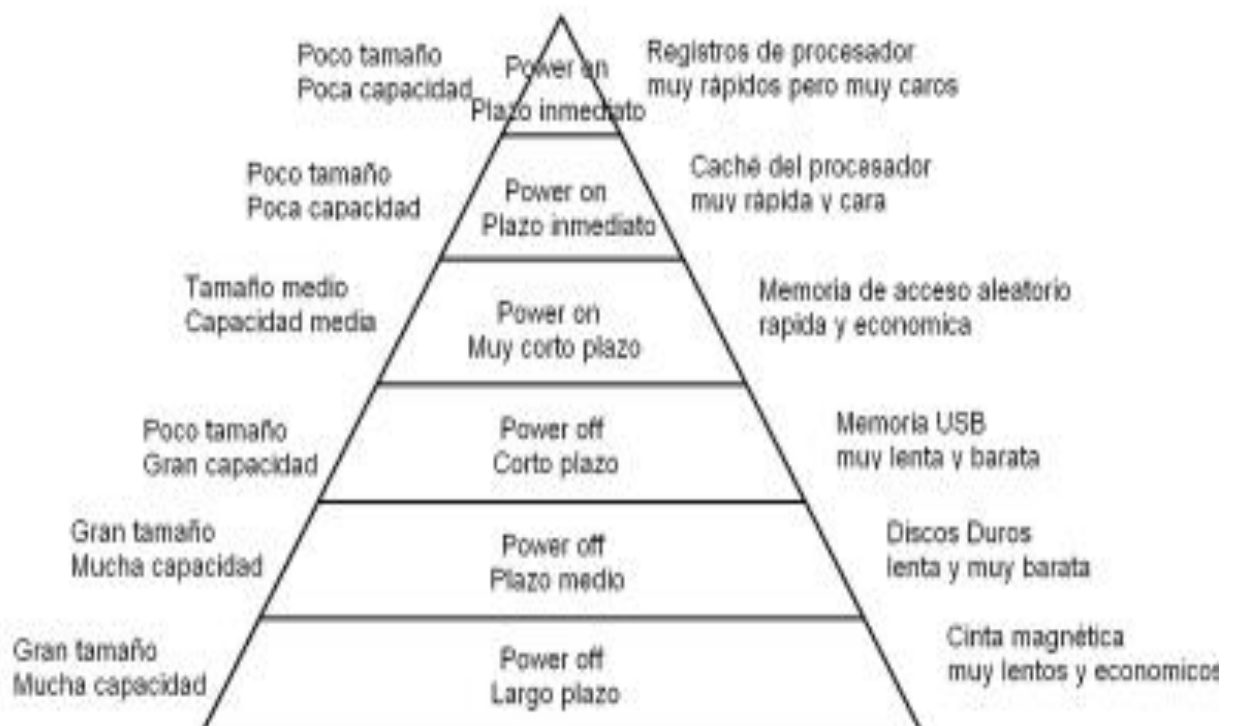 Poco tamaño
Poca capacidad
Power on
Plazo inmediato
Registros de procesador
muy rápidos pero muy caros
Poco tamaño
Poca capacidad
Power on
Plazo inmediato
Caché del procesador
muy rápida y cara
Tamaño medio
Capacidad media
Power on
Muy corto plazo
Memoria de acceso aleatorio
rapida y economica
Poco tamaño
Gran capacidad
Power off
Corto plazo
Memoria USB
muy lenta y barata
Gran tamaño
Mucha capacidad
Power off
Plazo medio
Discos Duros
lenta y muy barata
Gran tamaño
Mucha capacidad
Power off
Largo plazo
Cinta magnética
muy lentos y economicos